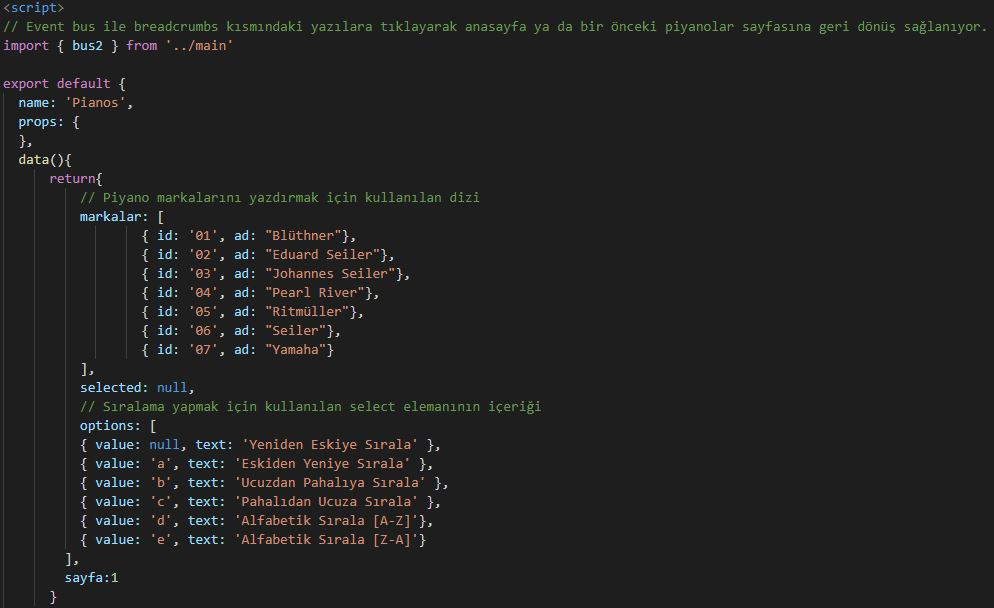 <script>
// Event bus ile breadcrumbs kısmındaki yazılara tıklayarak anasayfa ya da bir önceki piyanolar sayfasına geri dönüş sağlanıyor.
import { bus2 } from '../main'

export default {
  name: 'Pianos',
  props: {
  },
  data(){
      return{
          // Piyano markalarını yazdırmak için kullanılan dizi
          markalar: [
                  { id: '01', ad: "Blüthner"},
                  { id: '02', ad: "Eduard Seiler"},
                  { id: '03', ad: "Johannes Seiler"},
                  { id: '04', ad: "Pearl River"},
                  { id: '05', ad: "Ritmüller"},
                  { id: '06', ad: "Seiler"},
                  { id: '07', ad: "Yamaha"}
          ],
          selected: null,
          // Sıralama yapmak için kullanılan select elemanının içeriği
          options: [
          { value: null, text: 'Yeniden Eskiye Sırala' },
          { value: 'a', text: 'Eskiden Yeniye Sırala' },
          { value: 'b', text: 'Ucuzdan Pahalıya Sırala' },
          { value: 'c', text: 'Pahalıdan Ucuza Sırala' },
          { value: 'd', text: 'Alfabetik Sırala [A-Z]'},
          { value: 'e', text: 'Alfabetik Sırala [Z-A]'}
        ],
        sayfa:1
      }